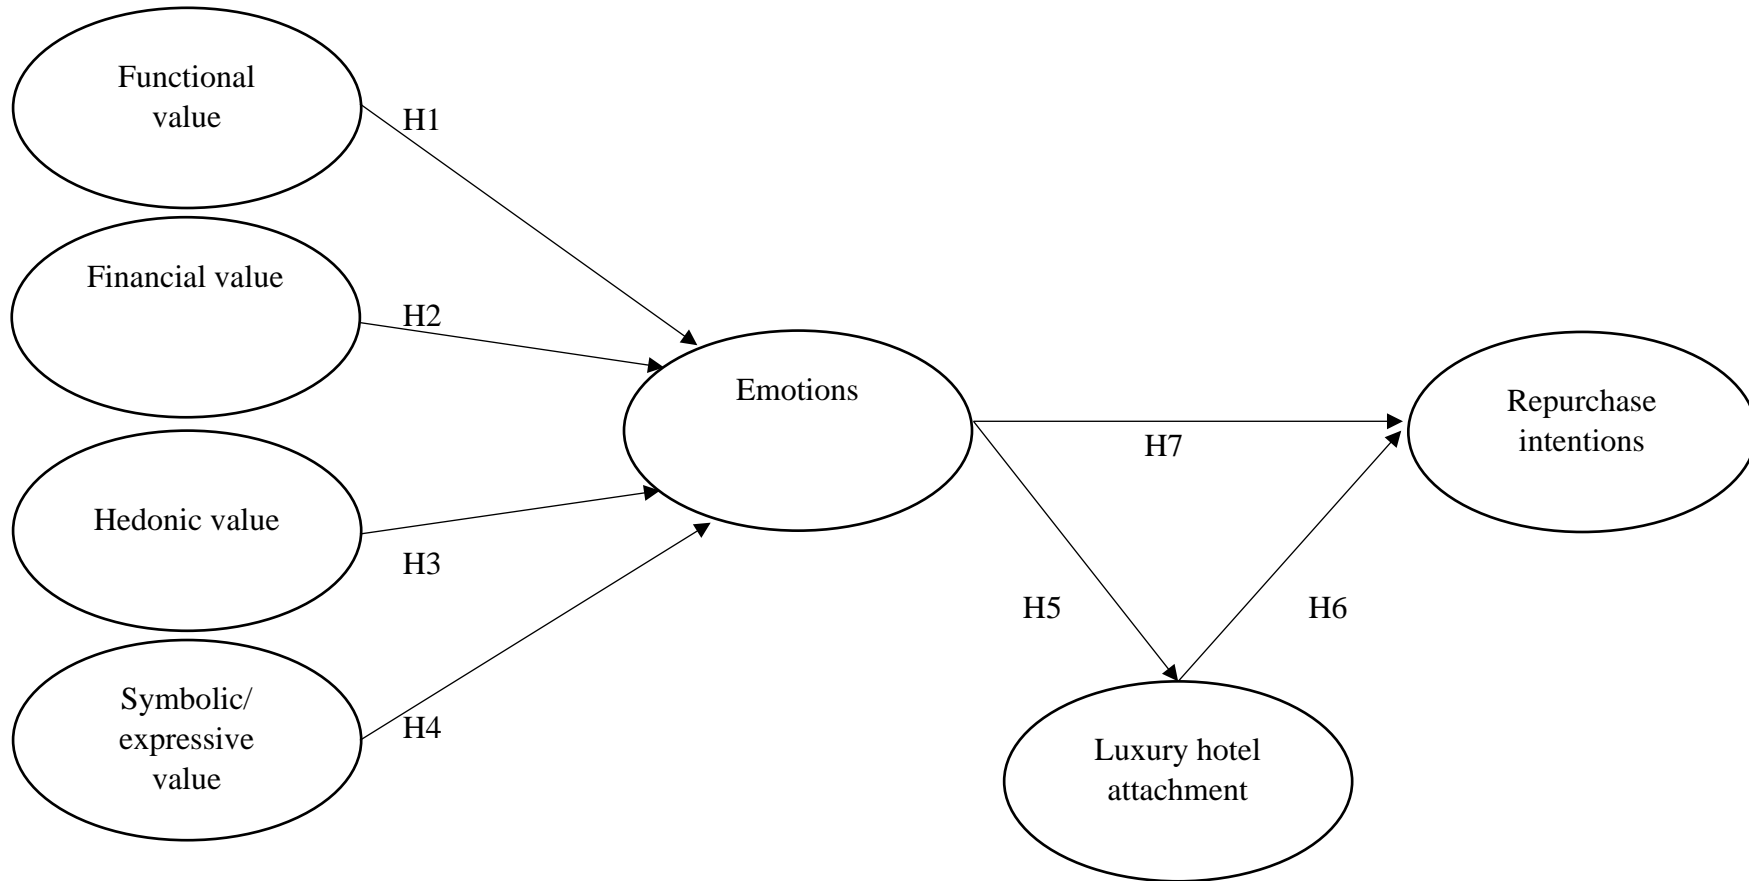 Functional
value
H1
Financial value
H2
Hedonic value
H3
Symbolic/
expressive
value
H4
Emotions
H7
H5
H6
Luxury hotel
attachment
Repurchase
intentions